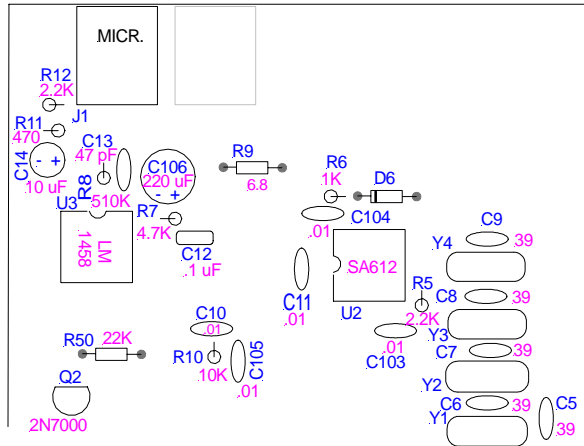 MICR.
R12
2.2K
J1
R11
470
C13
47 pF
C14
- +
10 uF
R8
510K
C106
220 uF
-
+
R9
6.8
R6
1K
D6
U3
LM
1458
R7
4.7K
C12
.1 uF
C104
.01
C11
.01
SA612
U2
R5
2.2K
C103
.01
C9
.39
Y4
C8
.39
Y3
C7
.39
Y2
C6
.39
Y1
C5
.39
C10
.01
R10
10K
C105
.01
R50
22K
Q2
2N7000